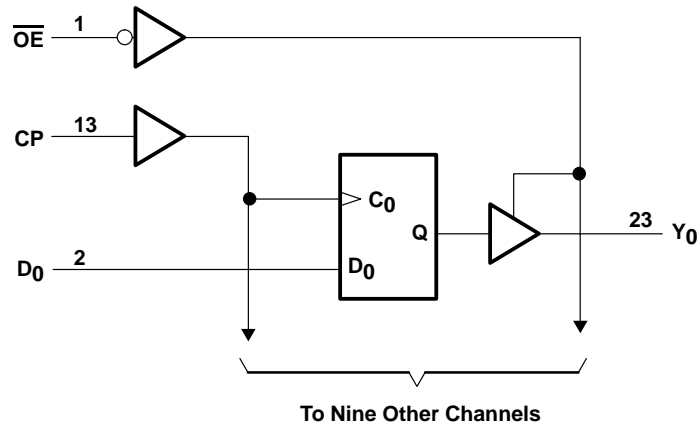 OE 1
CP 13
C0
Q
23 Y0
D0 2
D0
To Nine Other Channels